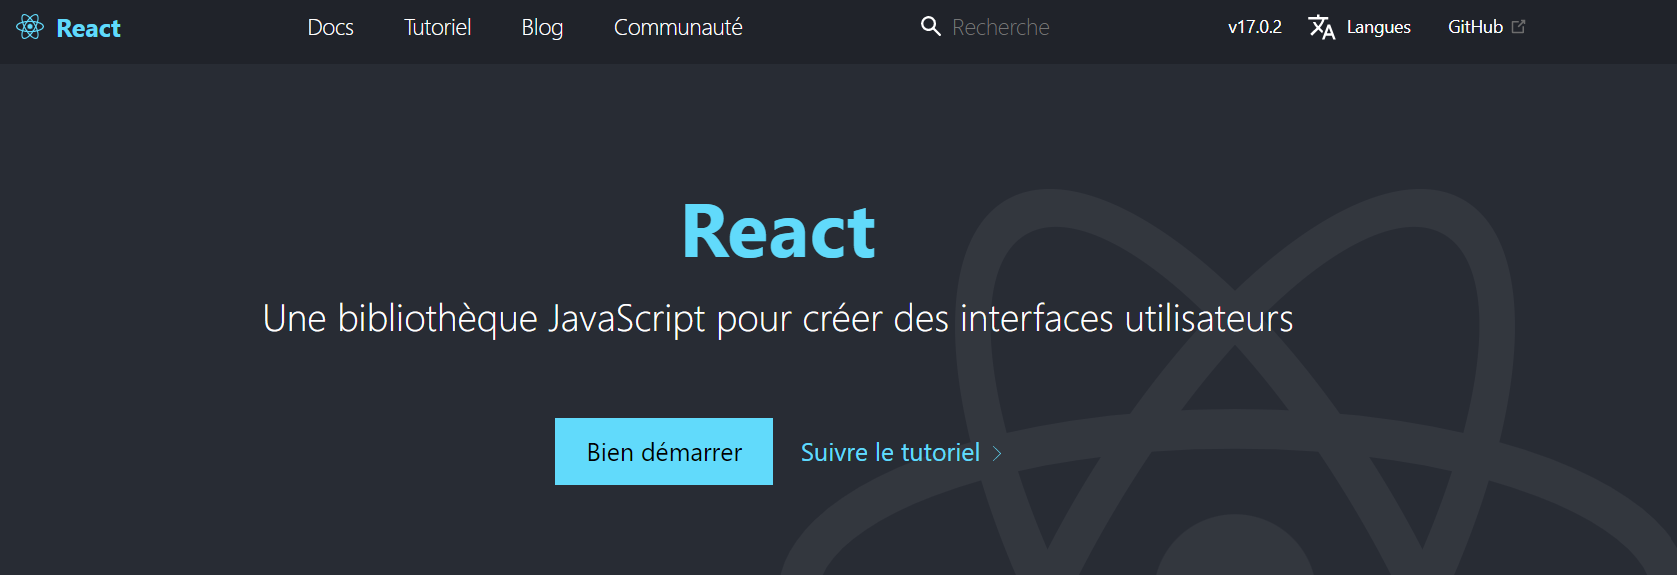 React Docs Tutoriel Blog Communauté Recherche v17.0.2 Langues GitHub
React
Une bibliothèque JavaScript pour créer des interfaces utilisateurs
Bien démarrer Suivre le tutoriel